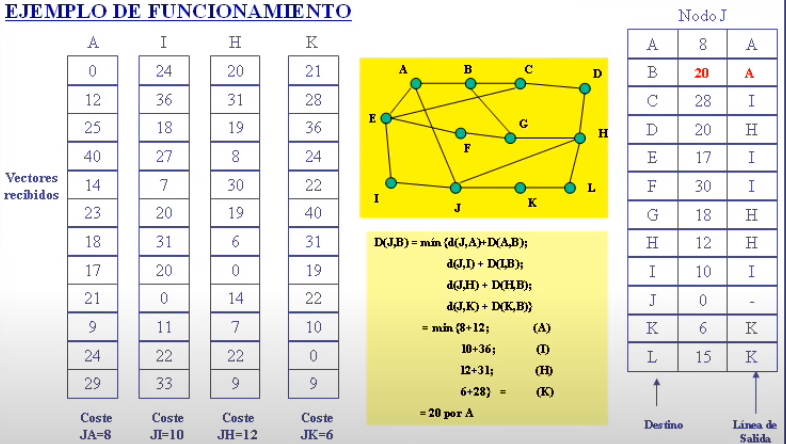 EJEMPLO DE FUNCIONAMIENTO
Vectores
recibidos
A I H K
0 24 20 21
12 36 31 28
25 18 19 36
40 27 8 24
14 7 30 22
23 20 19 40
18 31 6 31
17 20 0 19
21 0 14 22
9 11 7 10
24 22 22 0
29 33 9 9
Coste Coste Coste Coste
JA=8 JI=10 JH=12 JK=6
A B C D
E G H
F
I J K L
D(J,B) = min {d(J,A)+D(A,B);
d(J,I) + D(I,B);
d(J,H) + D(H,B);
d(J,K) + D(K,B)}
= min {8+12; (A)
10+36; (I)
12+31; (H)
6+28} = (K)
= 20 por A
Nodo J
A 8 A
B 20 A
C 28 I
D 20 H
E 17 I
F 30 I
G 18 H
H 12 H
I 10 I
J 0 -
K 6 K
L 15 K
Destino
Línea de
Salida